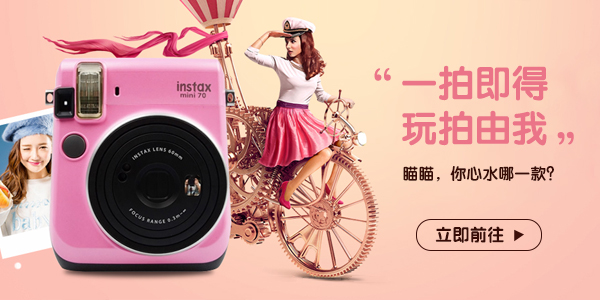 instax
mini 70
INSTAX LENS 60mm
FOCUS RANGE 0.3m~∞
“一拍即得
玩拍由我”
瞄瞄，你心水哪一款？
立即前往 ▶